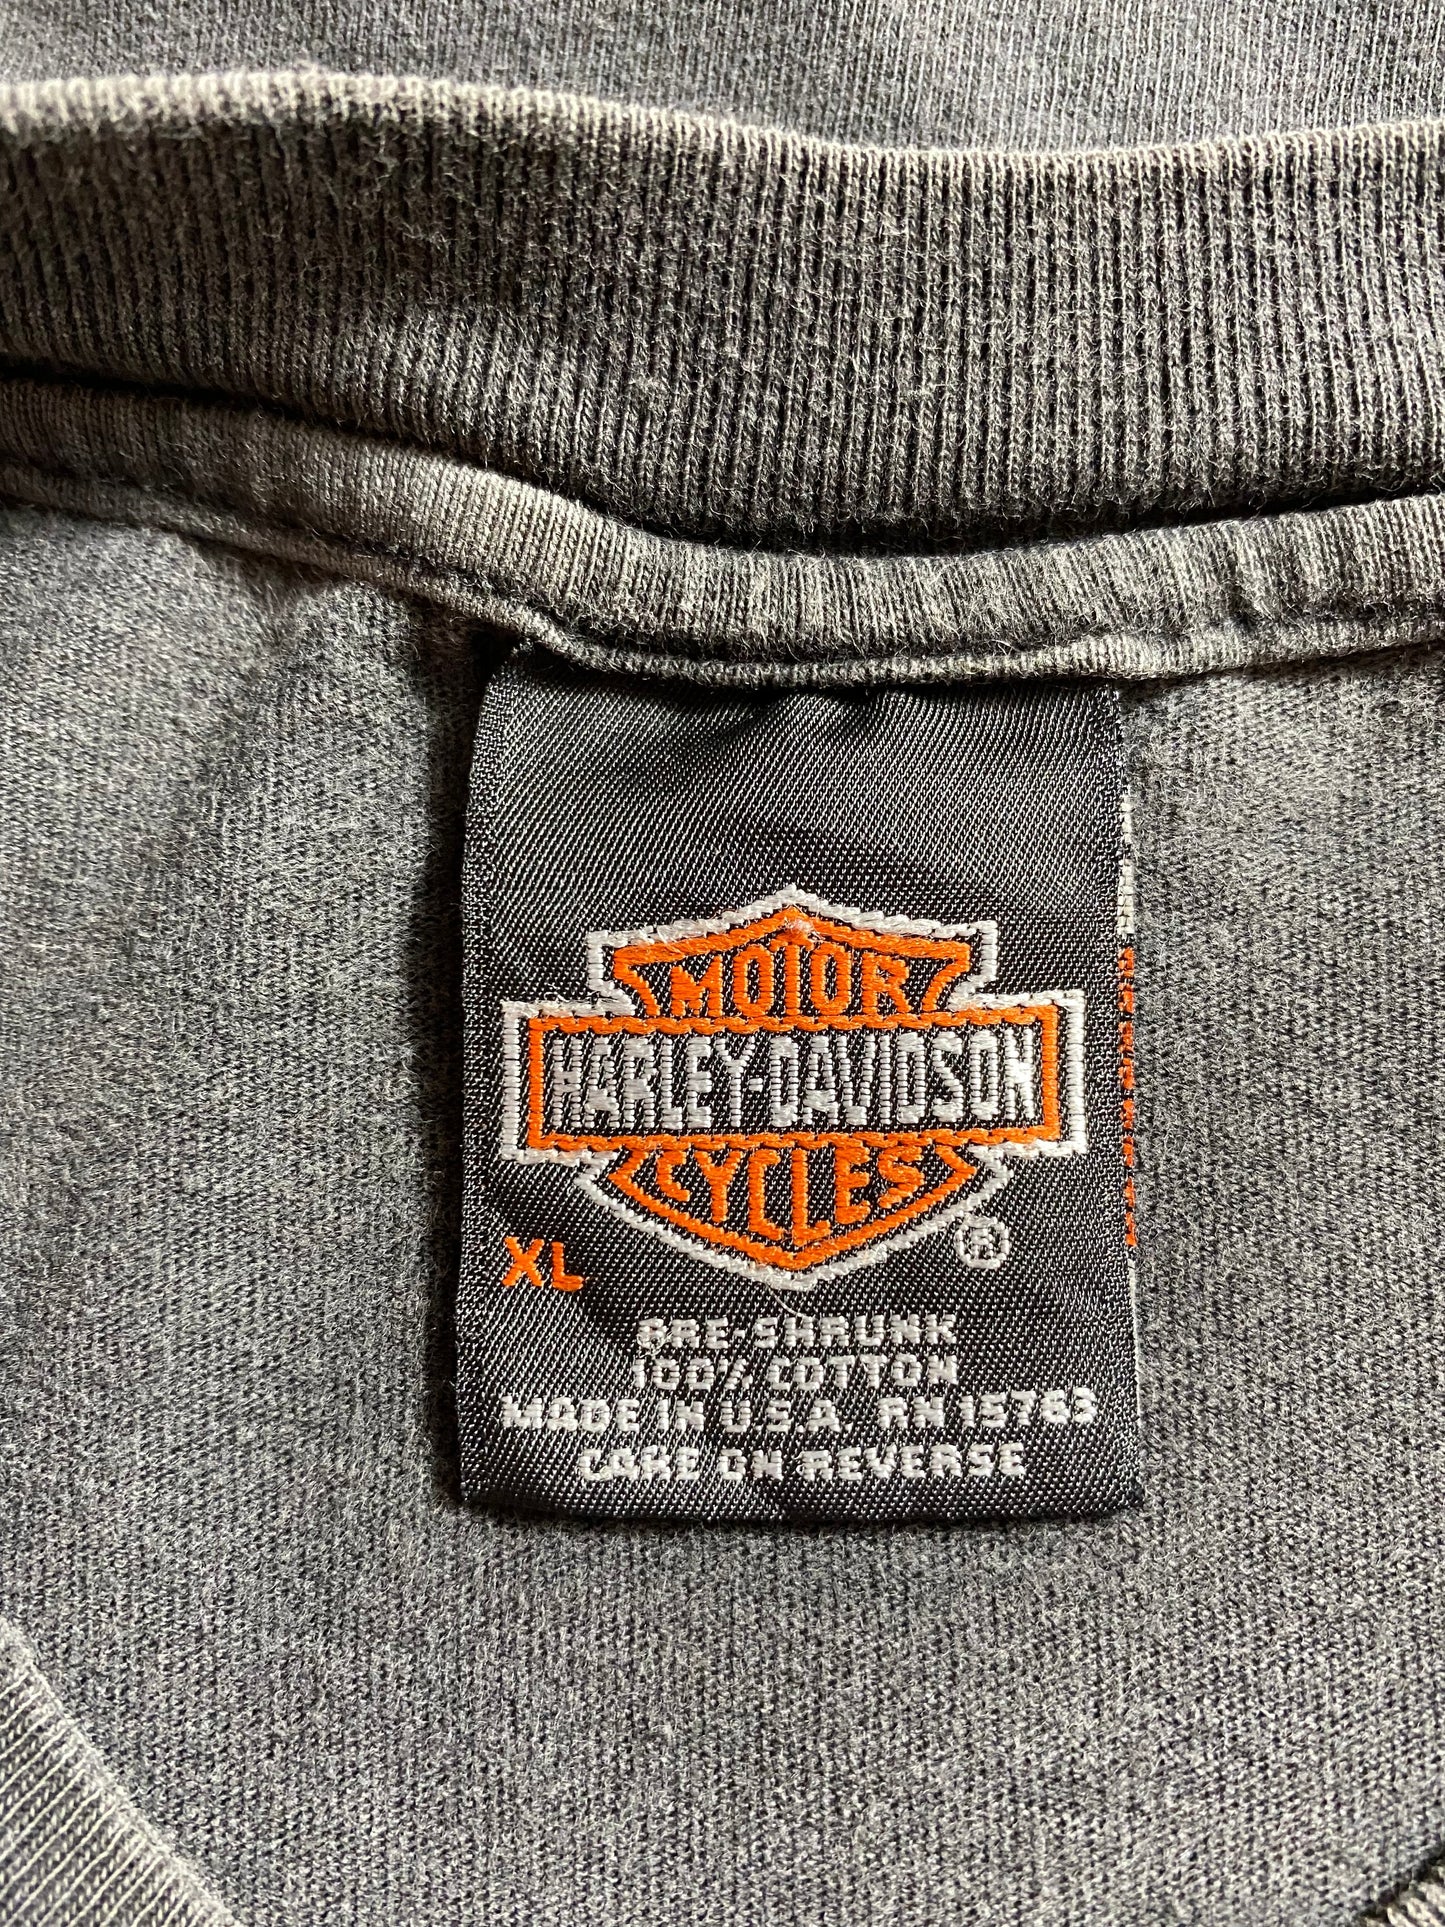 MOTOR
HARLEY-DAVIDSON
CYCLES
®
XL
PRE-SHRUNK
100% COTTON
MADE IN U.S.A. RN 15763
CARE ON REVERSE